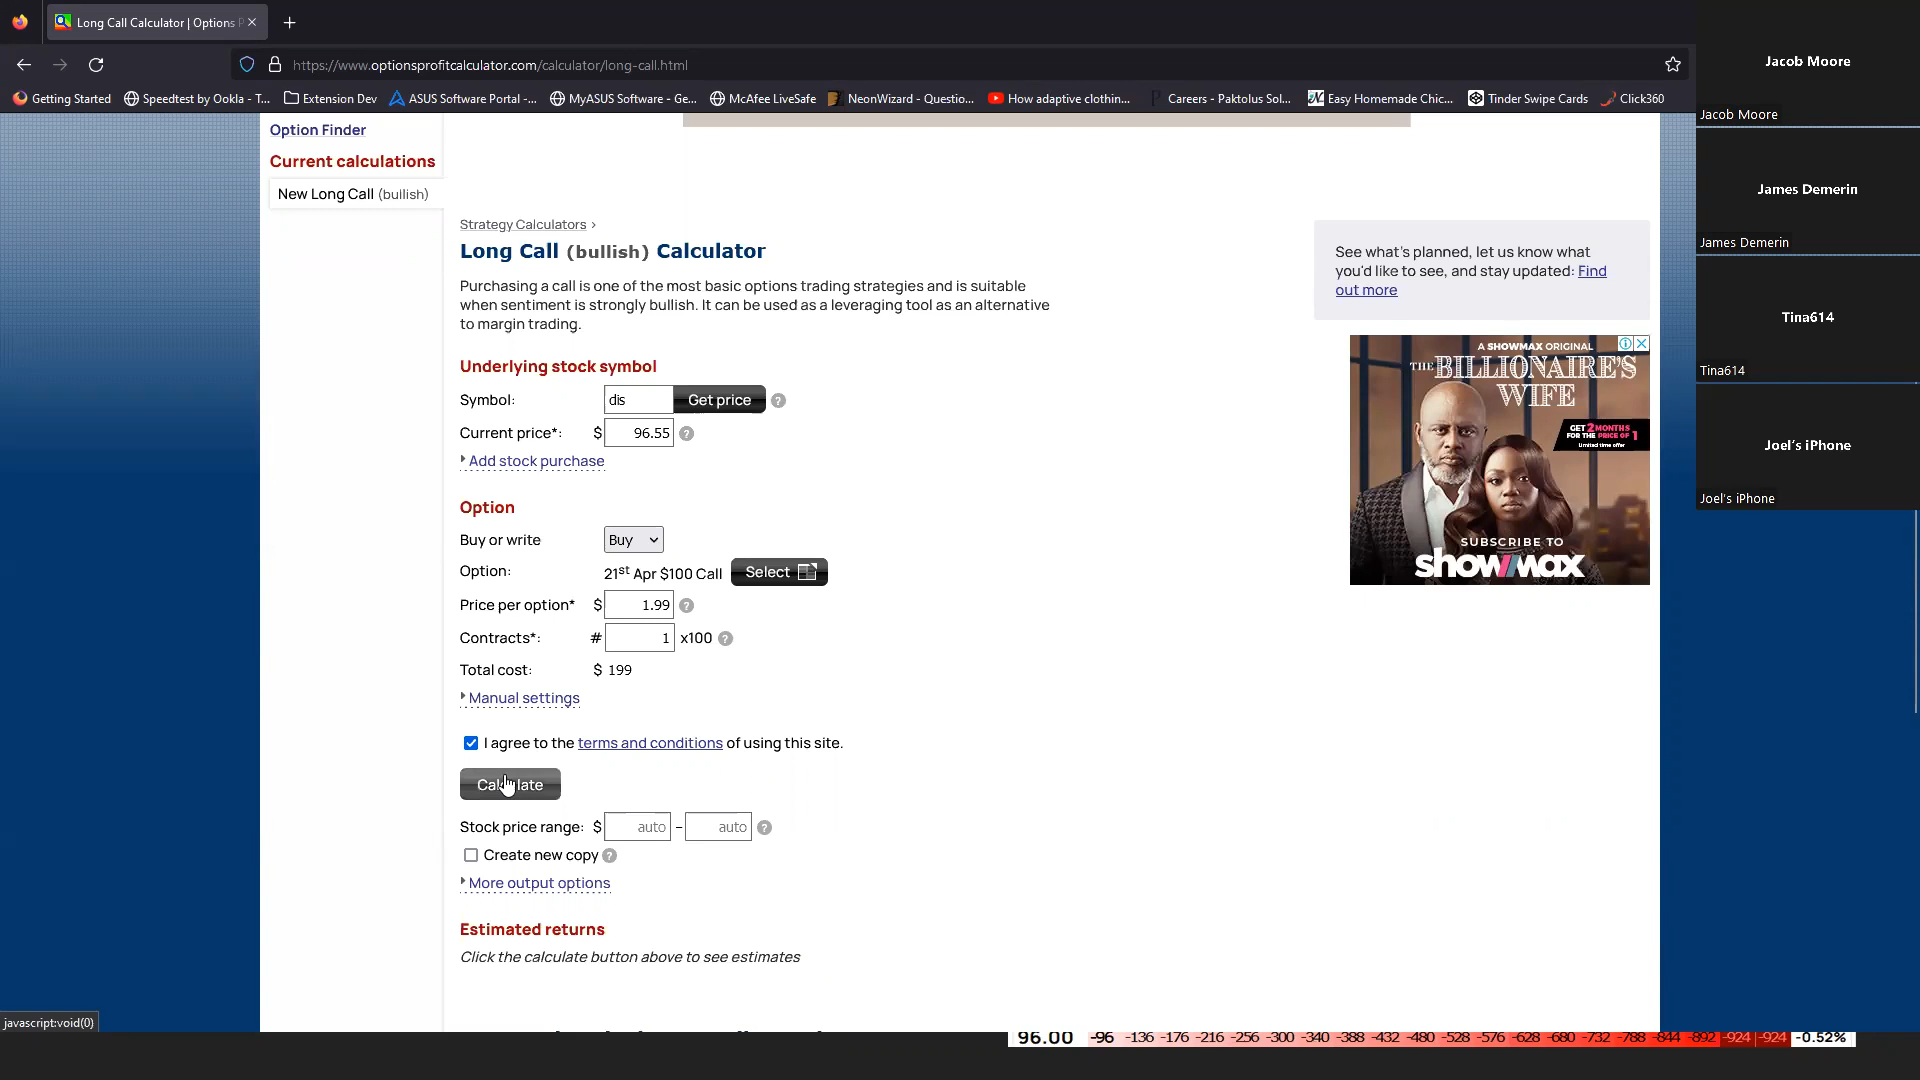 Long Call Calculator | Options P
https://www.optionsprofitcalculator.com/calculator/long-call.html
Getting Started
Speedtest by Ookla - T...
Extension Dev
ASUS Software Portal -...
MyASUS Software - Ge...
McAfee LiveSafe
NeonWizard - Questio...
How adaptive clothin...
Careers - Paktolus Sol...
Easy Homemade Chic...
Tinder Swipe Cards
Click360
Jacob Moore
Jacob Moore
James Demerin
James Demerin
Tina614
Tina614
Joel's iPhone
Joel's iPhone
Option Finder
Current calculations
New Long Call (bullish)
Strategy Calculators ›
Long Call (bullish) Calculator
Purchasing a call is one of the most basic options trading strategies and is suitable
when sentiment is strongly bullish. It can be used as a leveraging tool as an alternative
to margin trading.
See what's planned, let us know what
you'd like to see, and stay updated: Find
out more
Underlying stock symbol
Symbol: dis Get price ?
Current price*: $ 96.55 ?
Add stock purchase
Option
Buy or write Buy
Option: 21st Apr $100 Call Select
Price per option* $ 1.99 ?
Contracts*: # 1 x100 ?
Total cost: $ 199
Manual settings
I agree to the terms and conditions of using this site.
Calculate
Stock price range: $ auto – auto ?
Create new copy ?
More output options
Estimated returns
Click the calculate button above to see estimates
A SHOWMAX ORIGINAL
THE BILLIONAIRE'S
WIFE
GET 2 MONTHS
FOR THE PRICE OF 1
Limited time offer
SUBSCRIBE TO
showmax
javascript:void(0)
96.00 -96 -136 -176 -216 -256 -300 -340 -388 -432 -480 -528 -576 -628 -680 -732 -788 -844 -892 -924 -924 -0.52%